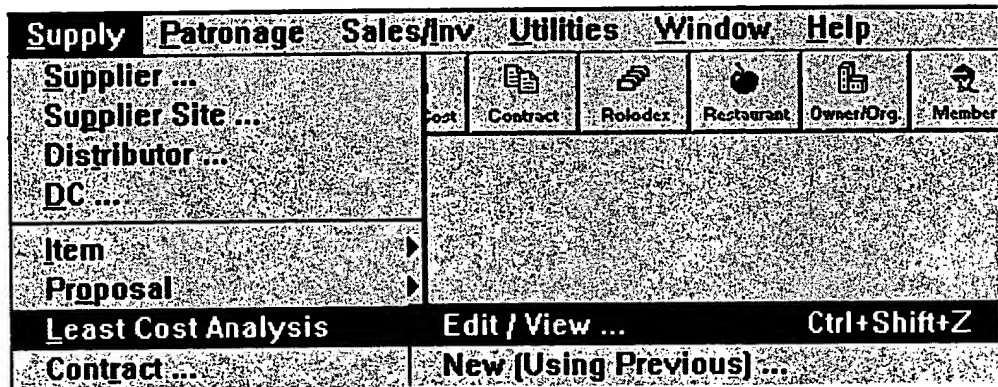 Supply Patronage Sales/Inv Utilities Window Help
Supplier ...
Supplier Site ...
Distributor ...
DC ...
Cost Contract Rolodex Restaurant Owner/Org. Member
Item
Proposal
Least Cost Analysis Edit / View ... Ctrl+Shift+Z
Contract ... New (Using Previous) ...